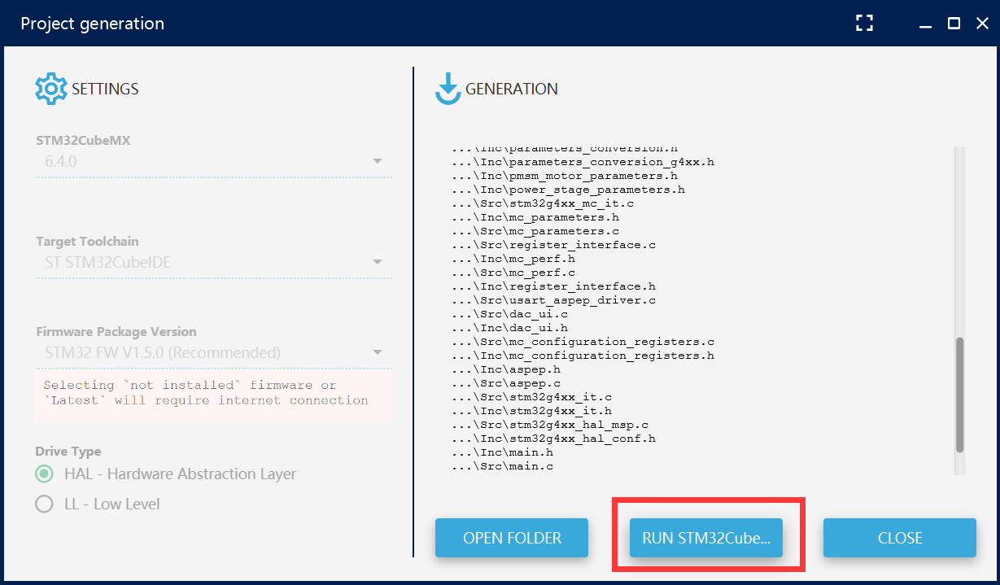 Project generation
SETTINGS
STM32CubeMX
6.4.0
Target Toolchain
ST STM32CubeIDE
Firmware Package Version
STM32 FW V1.5.0 (Recommended)
Selecting `not installed` firmware or
`Latest` will require internet connection
Drive Type
HAL - Hardware Abstraction Layer
LL - Low Level
GENERATION
...\Inc\parameters_conversion.h
...\Inc\parameters_conversion_g4xx.h
...\Inc\pmsm_motor_parameters.h
...\Inc\power_stage_parameters.h
...\Src\stm32g4xx_mc_it.c
...\Inc\mc_parameters.h
...\Src\mc_parameters.c
...\Src\register_interface.c
...\Inc\mc_perf.h
...\Src\mc_perf.c
...\Inc\register_interface.h
...\Src\usart_aspep_driver.c
...\Src\dac_ui.c
...\Inc\dac_ui.h
...\Src\mc_configuration_registers.c
...\Inc\mc_configuration_registers.h
...\Inc\aspep.h
...\Src\aspep.c
...\Src\stm32g4xx_it.c
...\Inc\stm32g4xx_it.h
...\Src\stm32g4xx_hal_msp.c
...\Inc\stm32g4xx_hal_conf.h
...\Inc\main.h
...\Src\main.c
OPEN FOLDER
RUN STM32Cube...
CLOSE